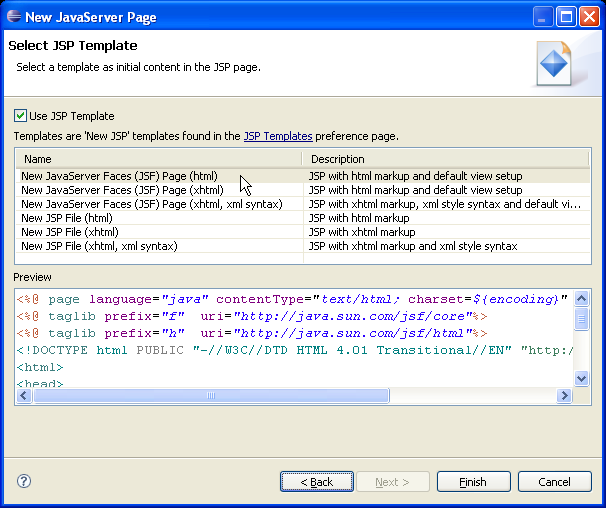 New JavaServer Page
Select JSP Template
Select a template as initial content in the JSP page.
Use JSP Template
Templates are 'New JSP' templates found in the JSP Templates preference page.
Name Description
New JavaServer Faces (JSF) Page (html) JSP with html markup and default view setup
New JavaServer Faces (JSF) Page (xhtml) JSP with xhtml markup and default view setup
New JavaServer Faces (JSF) Page (xhtml, xml syntax) JSP with xhtml markup, xml style syntax and default vi...
New JSP File (html) JSP with html markup
New JSP File (xhtml) JSP with xhtml markup
New JSP File (xhtml, xml syntax) JSP with xhtml markup and xml style syntax
Preview
<%@ page language="java" contentType="text/html; charset=${encoding}"
<%@ taglib prefix="f" uri="http://java.sun.com/jsf/core"%>
<%@ taglib prefix="h" uri="http://java.sun.com/jsf/html"%>
<!DOCTYPE html PUBLIC "-//W3C//DTD HTML 4.01 Transitional//EN" "http:/
<html>
<head>
? < Back Next > Finish Cancel